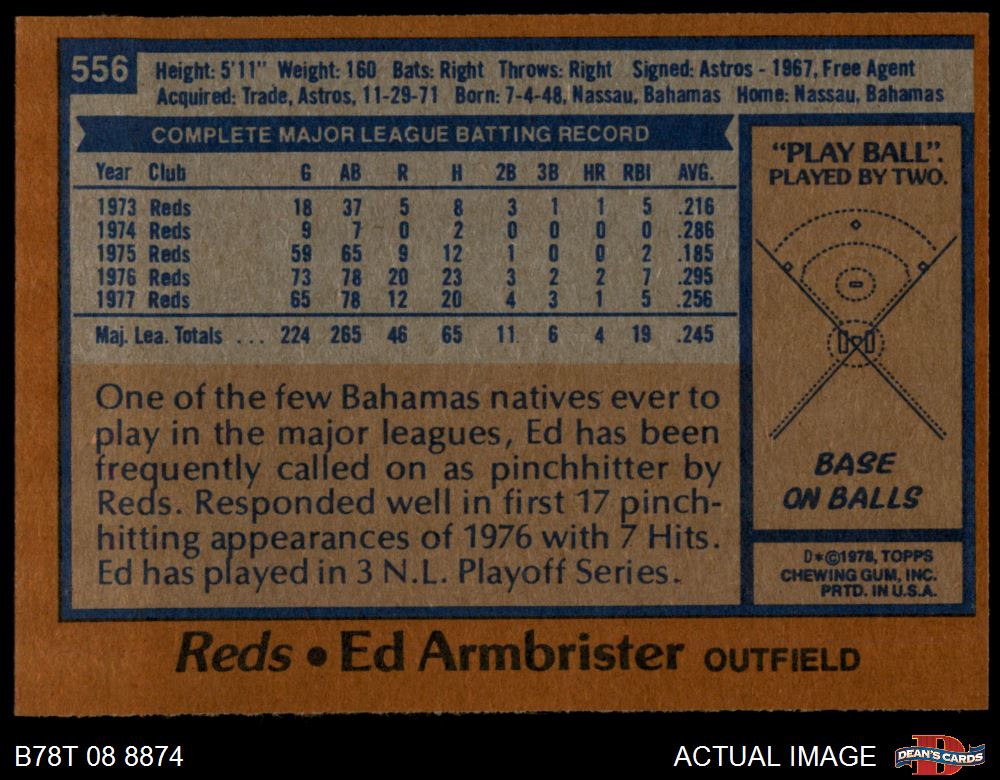 556
Height: 5'11" Weight: 160 Bats: Right Throws: Right Signed: Astros - 1967, Free Agent
Acquired: Trade, Astros, 11-29-71 Born: 7-4-48, Nassau, Bahamas Home: Nassau, Bahamas
COMPLETE MAJOR LEAGUE BATTING RECORD
Year Club G AB R H 2B 3B HR RBI AVG.
1973 Reds 18 37 5 8 3 1 1 5 .216
1974 Reds 9 7 0 2 0 0 0 0 .286
1975 Reds 59 65 9 12 1 0 0 2 .185
1976 Reds 73 78 20 23 3 2 2 7 .295
1977 Reds 65 78 12 20 4 3 1 5 .256
Maj. Lea. Totals ... 224 265 46 65 11 6 4 19 .245
One of the few Bahamas natives ever to
play in the major leagues, Ed has been
frequently called on as pinchhitter by
Reds. Responded well in first 17 pinch-
hitting appearances of 1976 with 7 Hits.
Ed has played in 3 N.L. Playoff Series.
"PLAY BALL".
PLAYED BY TWO.
BASE
ON BALLS
D*©1978, TOPPS
CHEWING GUM, INC.
PRTD. IN U.S.A.
Reds • Ed Armbrister OUTFIELD
B78T 08 8874
ACTUAL IMAGE
D
DEAN'S CARDS